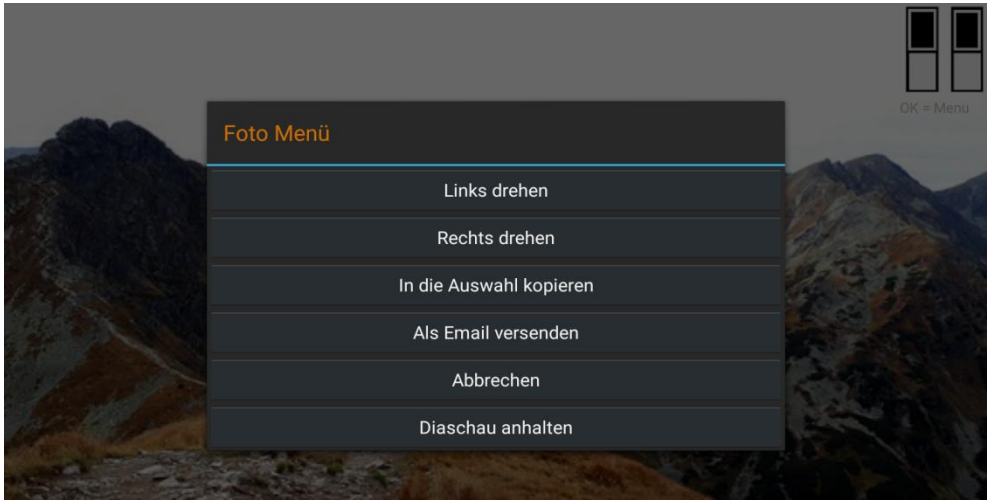 OK = Menu
Foto Menü
Links drehen
Rechts drehen
In die Auswahl kopieren
Als Email versenden
Abbrechen
Diaschau anhalten